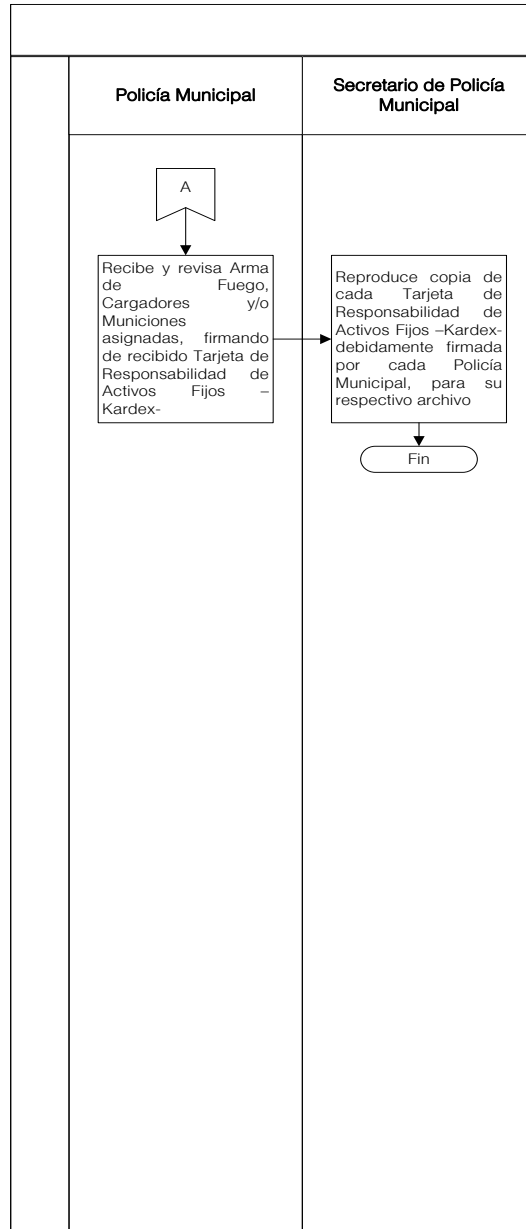 Policía Municipal
Secretario de Policía
Municipal
A
Recibe y revisa Arma
de Fuego,
Cargadores y/o
Municiones
asignadas, firmando
de recibido Tarjeta de
Responsabilidad de
Activos Fijos –
Kardex-
Reproduce copia de
cada Tarjeta de
Responsabilidad de
Activos Fijos –Kardex-
debidamente firmada
por cada Policía
Municipal, para su
respectivo archivo
Fin